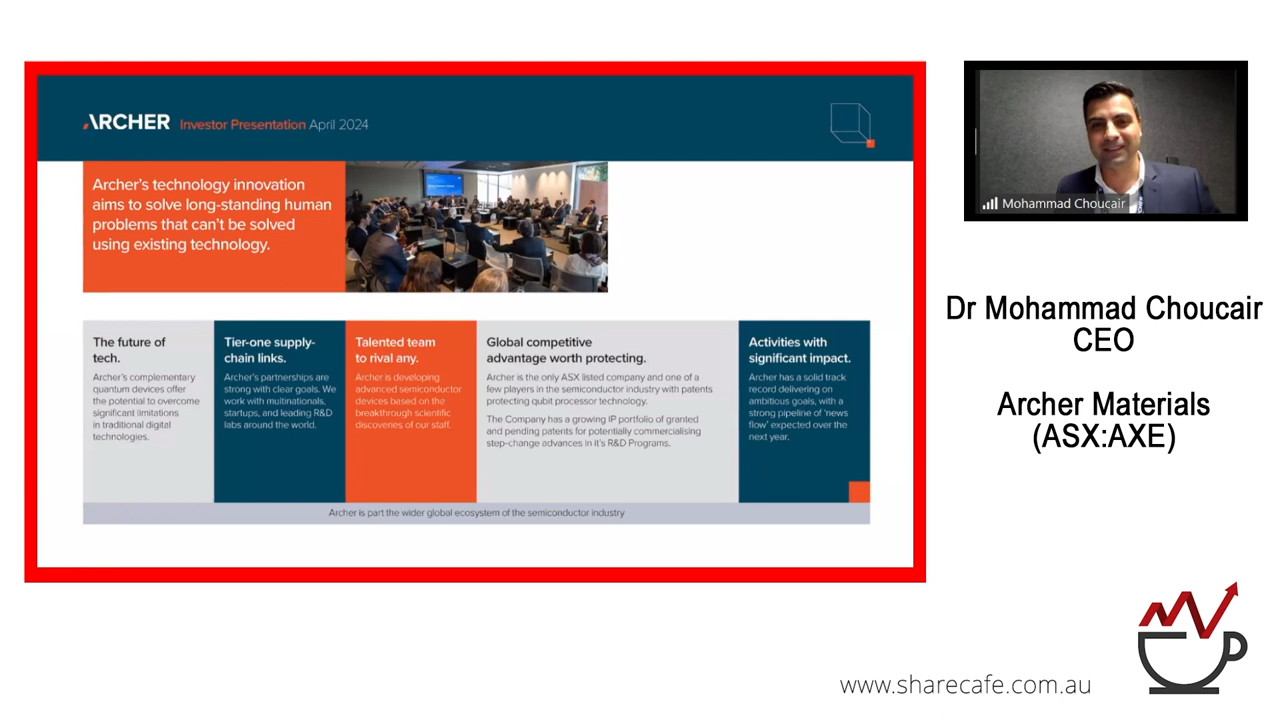 ARCHER Investor Presentation April 2024
Archer's technology innovation
aims to solve long-standing human
problems that can't be solved
using existing technology.
The future of
tech.
Archer's complementary
quantum devices offer
the potential to overcome
significant limitations
in traditional digital
technologies.
Tier-one supply-
chain links.
Archer's partnerships are
strong with clear goals. We
work with multinationals,
startups, and leading R&D
labs around the world.
Talented team
to rival any.
Archer is developing
advanced semiconductor
devices based on the
breakthrough scientific
discoveries of our staff.
Global competitive
advantage worth protecting.
Archer is the only ASX listed company and one of a
few players in the semiconductor industry with patents
protecting qubit processor technology.
The Company has a growing IP portfolio of granted
and pending patents for potentially commercialising
step-change advances in it's R&D Programs.
Activities with
significant impact.
Archer has a solid track
record delivering on
ambitious goals, with a
strong pipeline of 'news
flow' expected over the
next year.
Archer is part the wider global ecosystem of the semiconductor industry
Mohammad Choucair
Dr Mohammad Choucair
CEO
Archer Materials
(ASX:AXE)
www.sharecafe.com.au